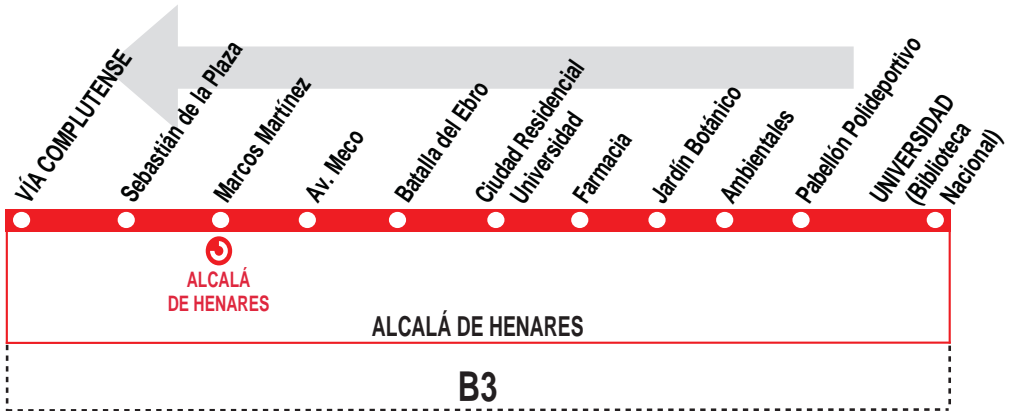 VÍA COMPLUTENSE
Sebastián de la Plaza
Marcos Martínez
Av. Meco
Batalla del Ebro
Ciudad Residencial
Universidad
Farmacia
Jardín Botánico
Ambientales
Pabellón Polideportivo
UNIVERSIDAD
(Biblioteca
Nacional)
ALCALÁ
DE HENARES
ALCALÁ DE HENARES
B3